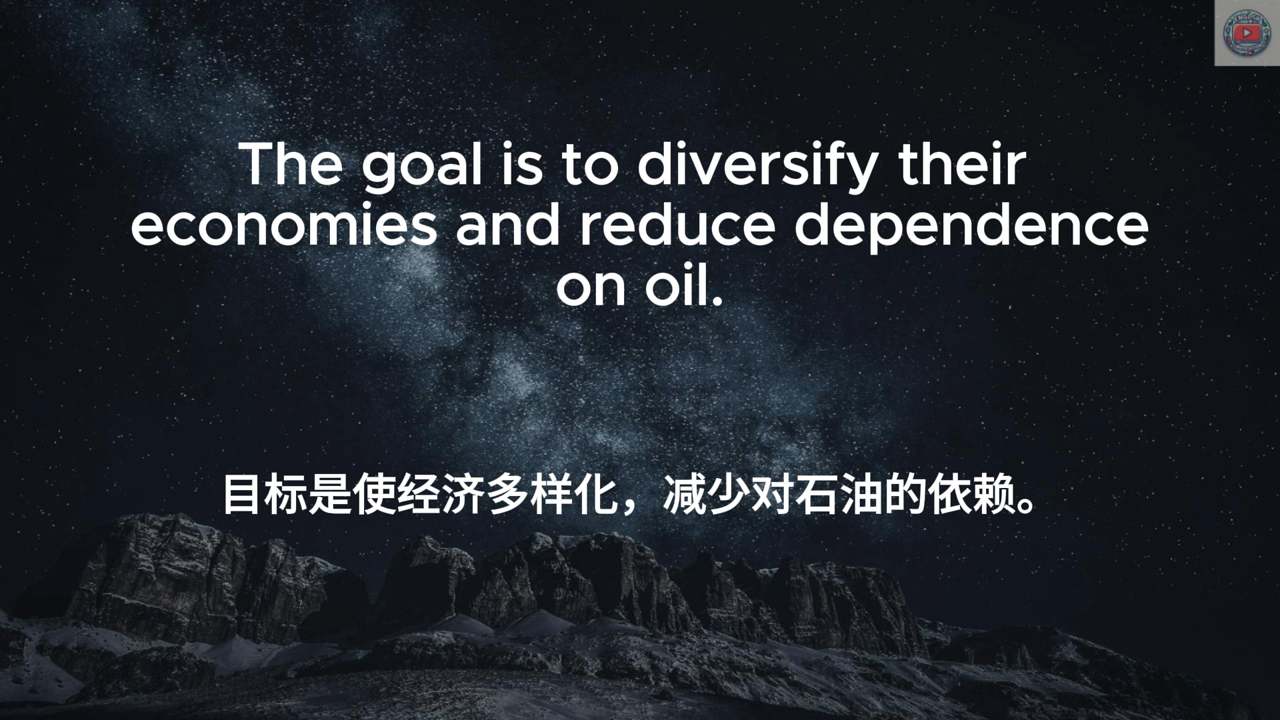 The goal is to diversify their
economies and reduce dependence
on oil.
目标是使经济多样化，减少对石油的依赖。